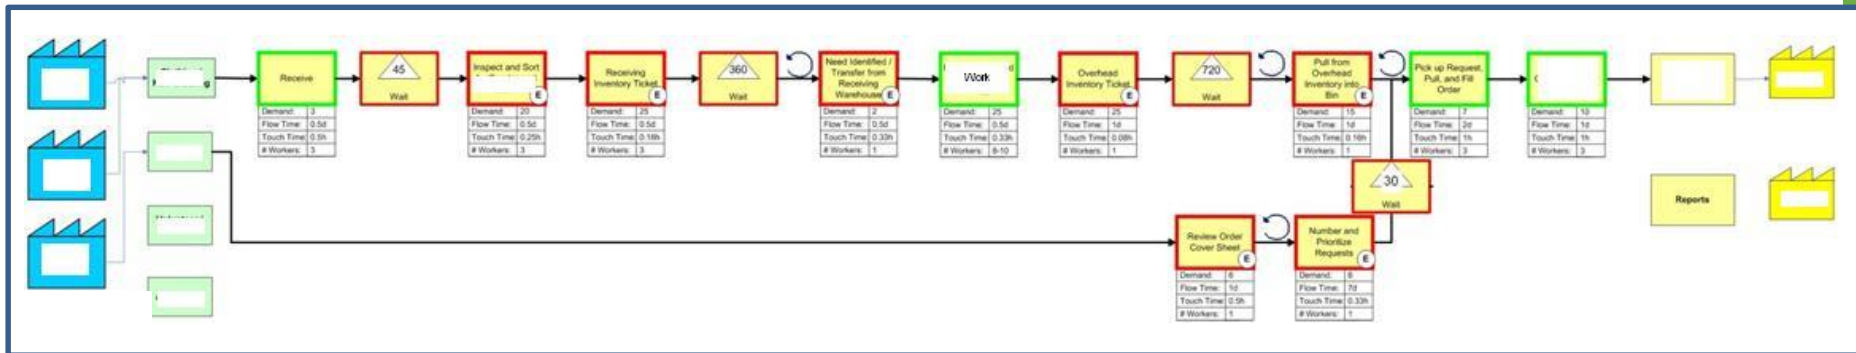 Receive
Demand: 3
Flow Time: 0.5d
Touch Time: 0.5h
# Workers: 3
45
Wait
Inspect and Sort
E
Demand: 20
Flow Time: 0.5d
Touch Time: 0.25h
# Workers: 3
Receiving
Inventory Ticket
E
Demand: 25
Flow Time: 0.5d
Touch Time: 0.16h
# Workers: 3
360
Wait
Need Identified /
Transfer from
Receiving
Warehouse
E
Demand: 2
Flow Time: 0.5d
Touch Time: 0.33h
# Workers: 1
Work
Demand: 25
Flow Time: 0.5d
Touch Time: 0.33h
# Workers: 8-10
Overhead
Inventory Ticket
E
Demand: 25
Flow Time: 1d
Touch Time: 0.08h
# Workers: 1
720
Wait
Pull from
Overhead
Inventory into
Bin
E
Demand: 15
Flow Time: 1d
Touch Time: 0.16h
# Workers: 1
Pick up Request,
Pull, and Fill
Order
Demand: 7
Flow Time: 2d
Touch Time: 1h
# Workers: 3
Demand: 10
Flow Time: 1d
Touch Time: 1h
# Workers: 3
30
Wait
Reports
Review Order
Cover Sheet
E
Demand: 6
Flow Time: 1d
Touch Time: 0.5h
# Workers: 1
Number and
Prioritize
Requests
E
Demand: 6
Flow Time: 7d
Touch Time: 0.33h
# Workers: 1